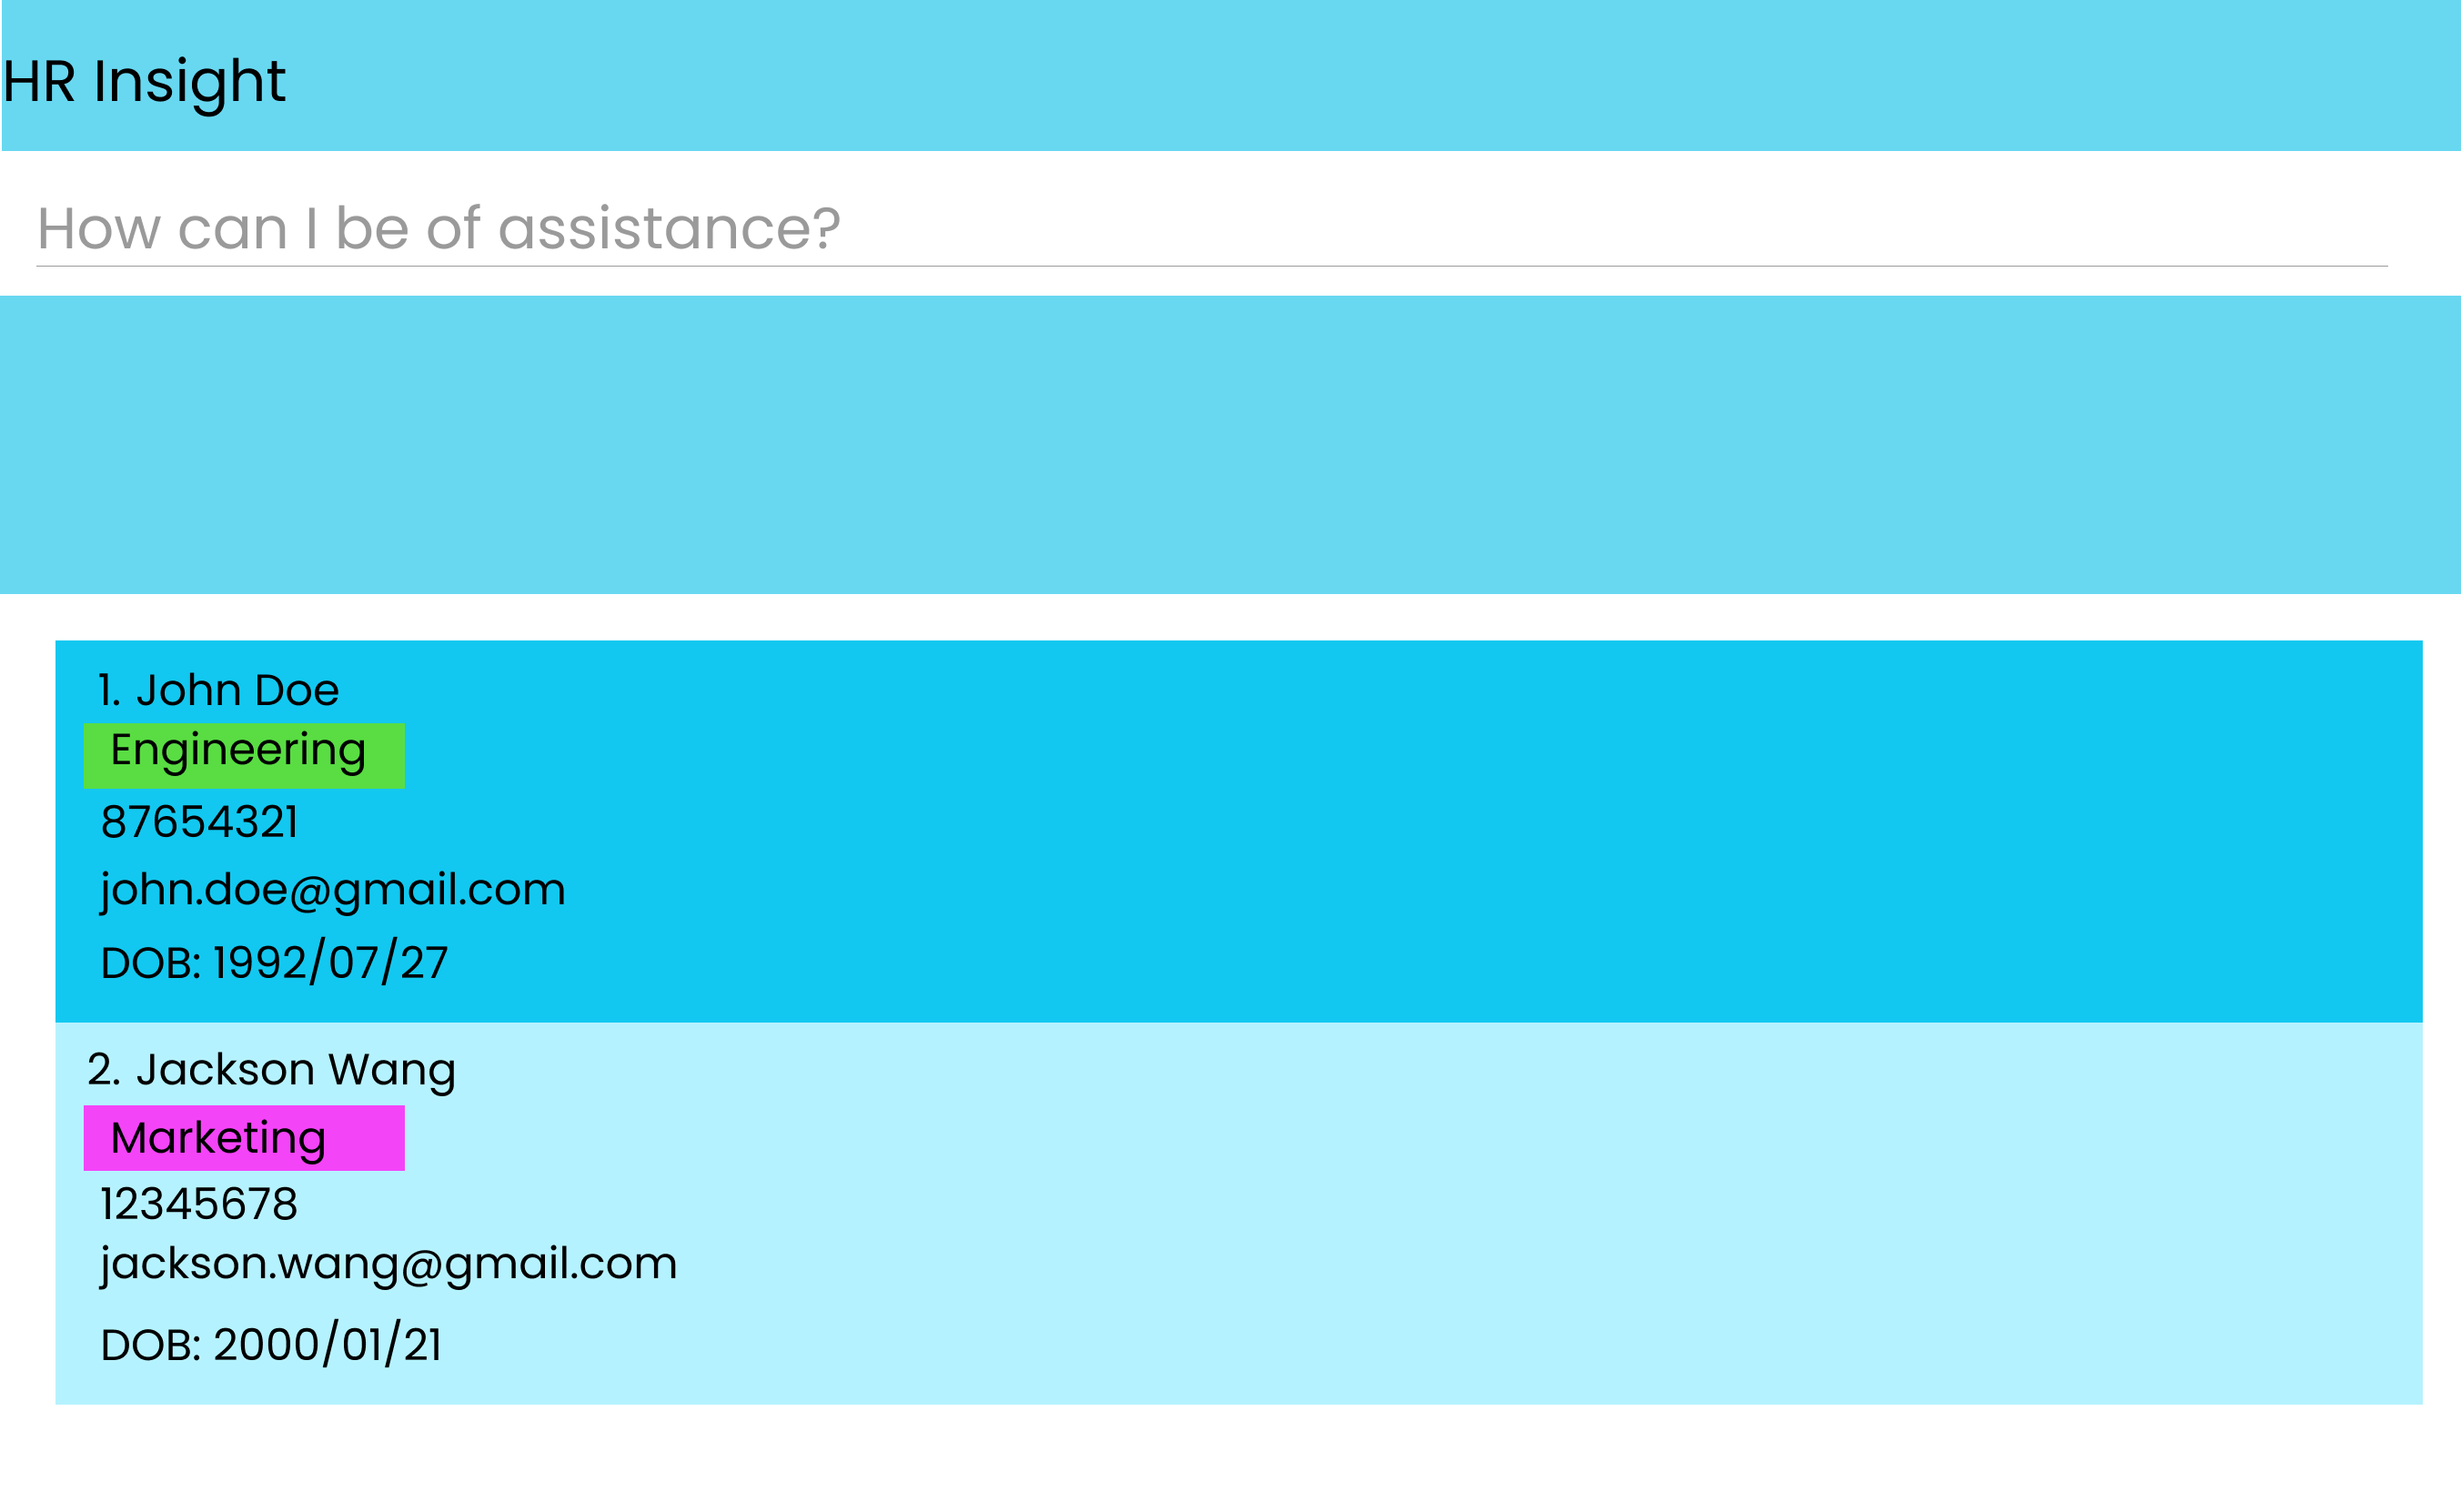 HR Insight
How can I be of assistance?
1. John Doe
Engineering
87654321
john.doe@gmail.com
DOB: 1992/07/27
2. Jackson Wang
Marketing
12345678
jackson.wang@gmail.com
DOB: 2000/01/21